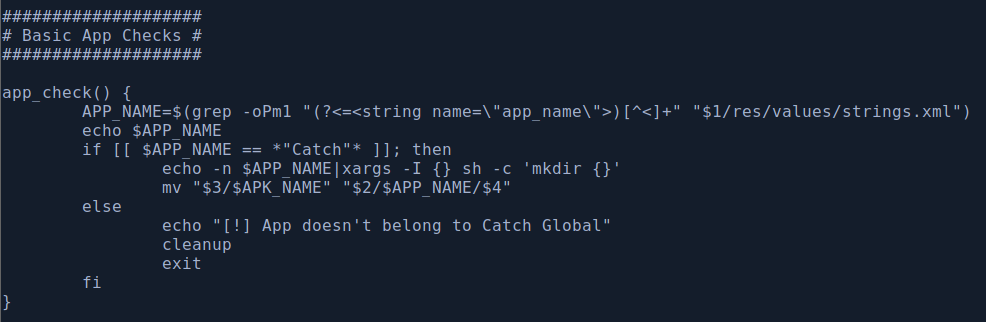 ####################
# Basic App Checks #
####################
app_check() {
        APP_NAME=$(grep -oPm1 "(?<=<string name=\"app_name\">)[^<]+" "$1/res/values/strings.xml")
        echo $APP_NAME
        if [[ $APP_NAME == *"Catch"* ]]; then
                echo -n $APP_NAME|xargs -I {} sh -c 'mkdir {}'
                mv "$3/$APK_NAME" "$2/$APP_NAME/$4"
        else
                echo "[!] App doesn't belong to Catch Global"
                cleanup
                exit
        fi
}